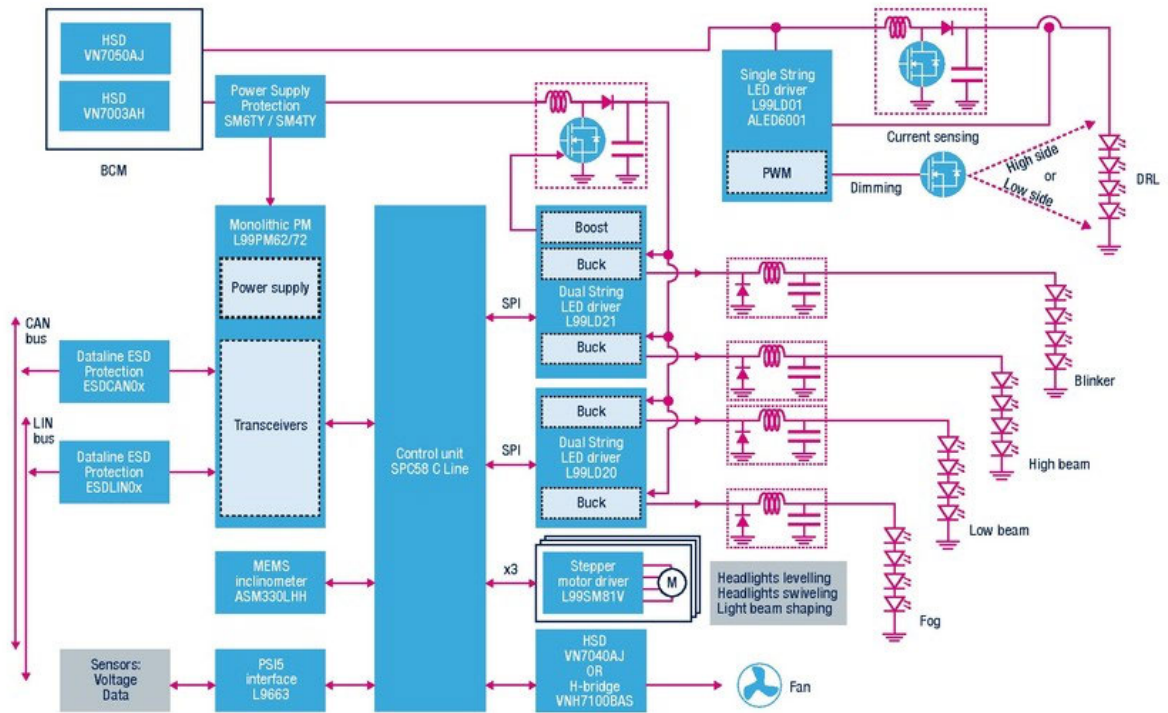 HSD
VN7050AJ
HSD
VN7003AH
BCM
Power Supply
Protection
SM6TY / SM4TY
Single String
LED driver
L99LD01
ALED6001
PWM
Current sensing
Dimming
High side
or
Low side
DRL
Monolithic PM
L99PM62/72
Power supply
Transceivers
CAN
bus
Dataline ESD
Protection
ESDCAN0x
LIN
bus
Dataline ESD
Protection
ESDLIN0x
Control unit
SPC58 C Line
SPI
Boost
Buck
Dual String
LED driver
L99LD21
Buck
SPI
Buck
Dual String
LED driver
L99LD20
Buck
Blinker
High beam
Low beam
Fog
MEMS
inclinometer
ASM330LHH
x3
Stepper
motor driver
L99SM81V
M
Headlights levelling
Headlights swiveling
Light beam shaping
Sensors:
Voltage
Data
PSI5
interface
L9663
HSD
VN7040AJ
OR
H-bridge
VNH7100BAS
Fan